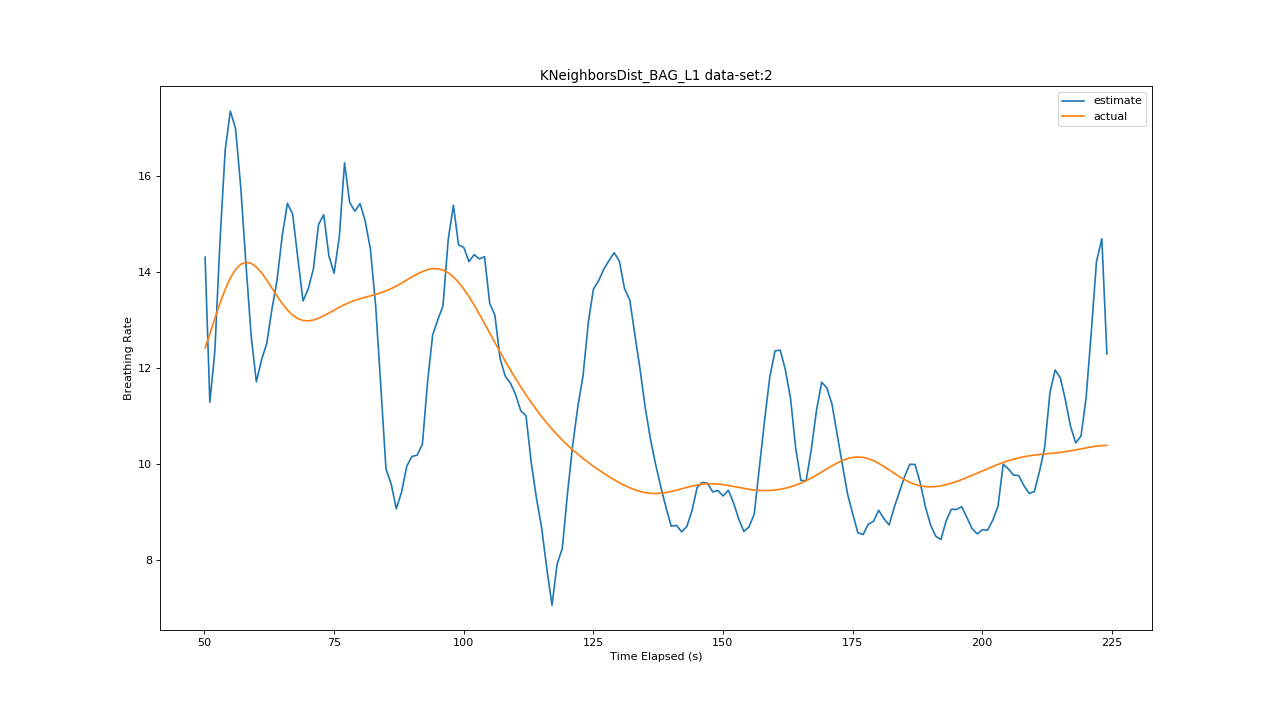 KNeighborsDist_BAG_L1 data-set:2
estimate
actual
Breathing Rate
16
14
12
10
8
50 75 100 125 150 175 200 225
Time Elapsed (s)